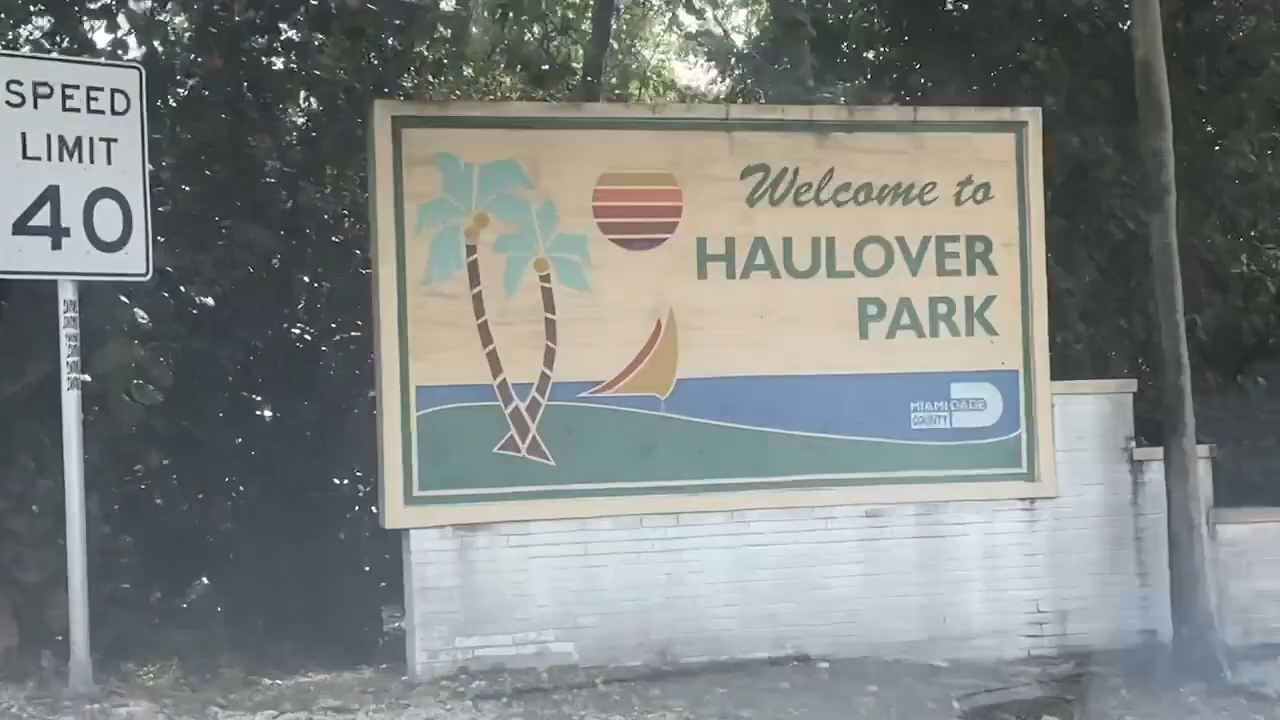 SPEED
LIMIT
40
Welcome to
HAULOVER
PARK
MIAMI DADE
COUNTY